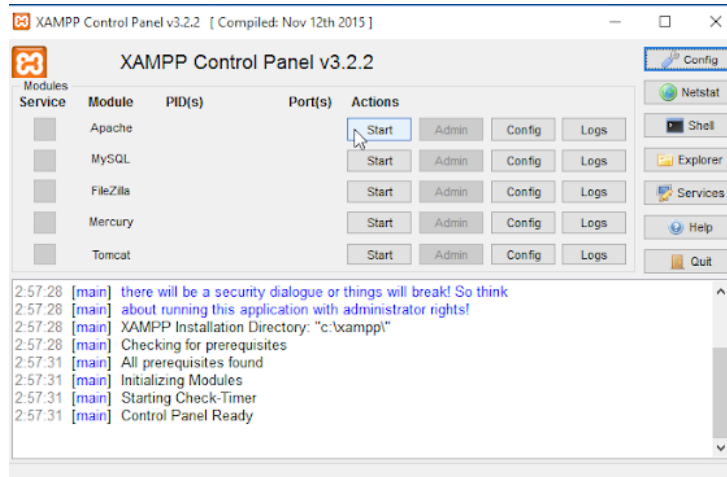 XAMPP Control Panel v3.2.2 [ Compiled: Nov 12th 2015 ]
XAMPP Control Panel v3.2.2
Config
Modules
Service Module PID(s) Port(s) Actions
Netstat
Apache Start Admin Config Logs
Shell
MySQL Start Admin Config Logs
Explorer
FileZilla Start Admin Config Logs
Services
Mercury Start Admin Config Logs
Help
Tomcat Start Admin Config Logs
Quit
2:57:28 [main] there will be a security dialogue or things will break! So think
2:57:28 [main] about running this application with administrator rights!
2:57:28 [main] XAMPP Installation Directory: "c:\xampp\"
2:57:28 [main] Checking for prerequisites
2:57:31 [main] All prerequisites found
2:57:31 [main] Initializing Modules
2:57:31 [main] Starting Check-Timer
2:57:31 [main] Control Panel Ready